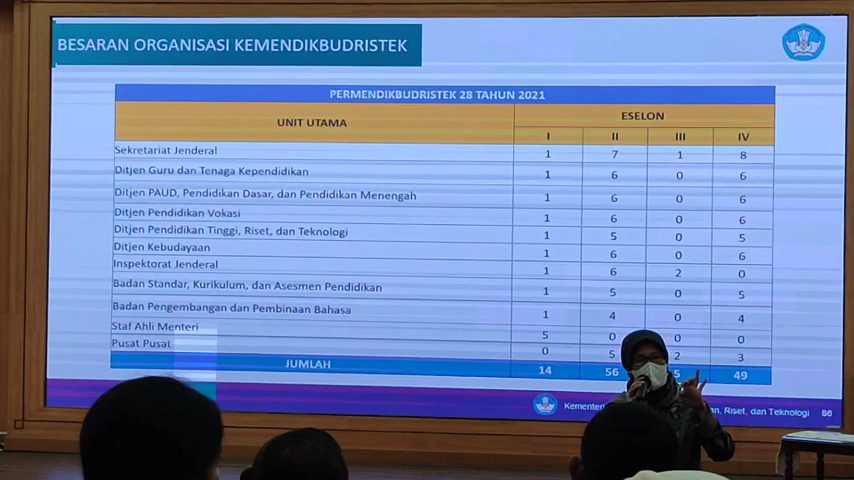 BESARAN ORGANISASI KEMENDIKBUDRISTEK
PERMENDIKBUDRISTEK 28 TAHUN 2021
UNIT UTAMA ESELON
I II III IV
Sekretariat Jenderal 1 7 1 8
Ditjen Guru dan Tenaga Kependidikan 1 6 0 6
Ditjen PAUD, Pendidikan Dasar, dan Pendidikan Menengah 1 6 0 6
Ditjen Pendidikan Vokasi 1 6 0 6
Ditjen Pendidikan Tinggi, Riset, dan Teknologi 1 5 0 5
Ditjen Kebudayaan 1 6 0 6
Inspektorat Jenderal 1 6 2 0
Badan Standar, Kurikulum, dan Asesmen Pendidikan 1 5 0 5
Badan Pengembangan dan Pembinaan Bahasa 1 4 0 4
Staf Ahli Menteri 5 0 0 0
Pusat Pusat 0 5 2 3
JUMLAH 14 56 5 49
Riset, dan Teknologi 66